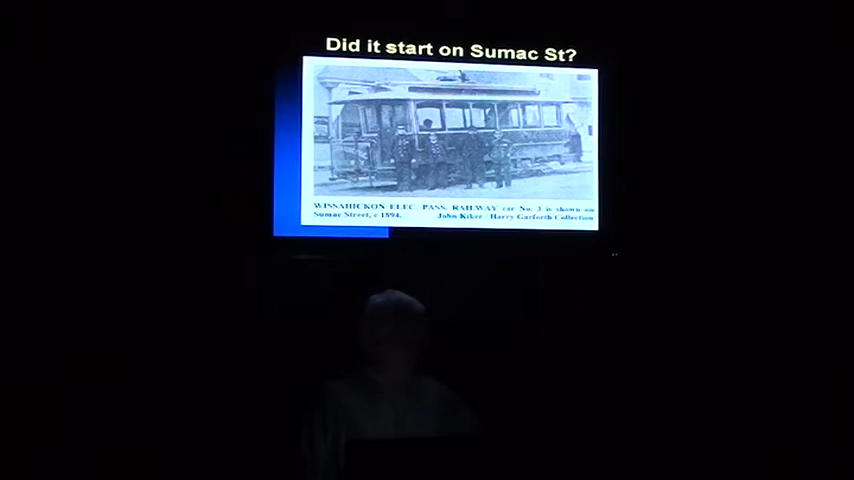 Did it start on Sumac St?
WISSAHICKON ELEC. PASS. RAILWAY car No. 3 is shown on
Sumac Street, c 1894. John Kiker / Harry Garforth Collection